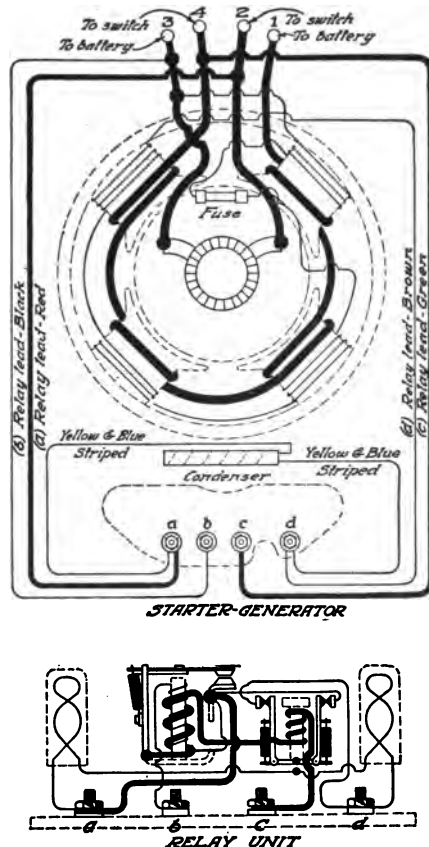 3 4 2 1
To switch
To switch
To battery
To battery
Fuse
(b) Relay lead-Black
(a) Relay lead-Red
(d) Relay lead-Brown
(c) Relay lead-Green
Yellow & Blue
Striped
Yellow & Blue
Striped
Condenser
a b c d
STARTER-GENERATOR
a b c d
RELAY UNIT